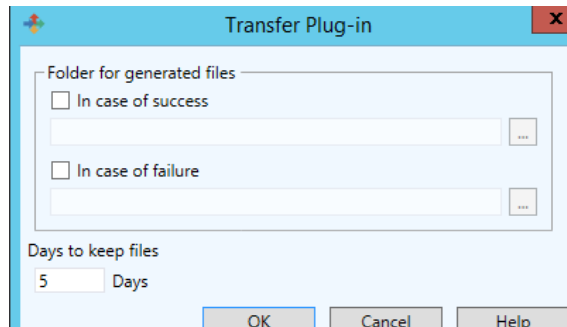 Transfer Plug-in
x
Folder for generated files
In case of success
...
In case of failure
...
Days to keep files
5 Days
OK Cancel Help